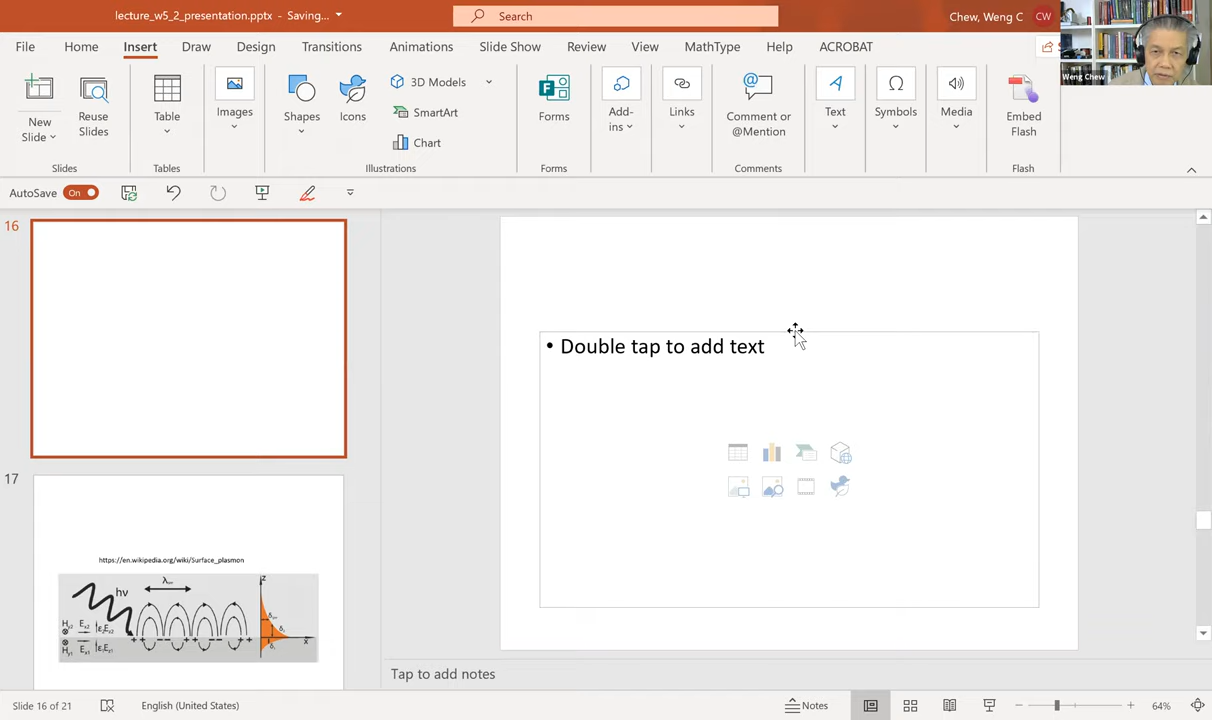 lecture_w5_2_presentation.pptx - Saving...
Search
Chew, Weng C CW
File Home Insert Draw Design Transitions Animations Slide Show Review View MathType Help ACROBAT
Weng Chew
New Slide
Reuse Slides
Table
Images
Shapes
Icons
3D Models
SmartArt
Chart
Forms
Add-ins
Links
Comment or @Mention
Text
Symbols
Media
Embed Flash
Slides Tables Illustrations Forms Comments Flash
AutoSave On
16
• Double tap to add text
17
https://en.wikipedia.org/wiki/Surface_plasmon
hν
z
x
Tap to add notes
Slide 16 of 21 English (United States) Notes 64%